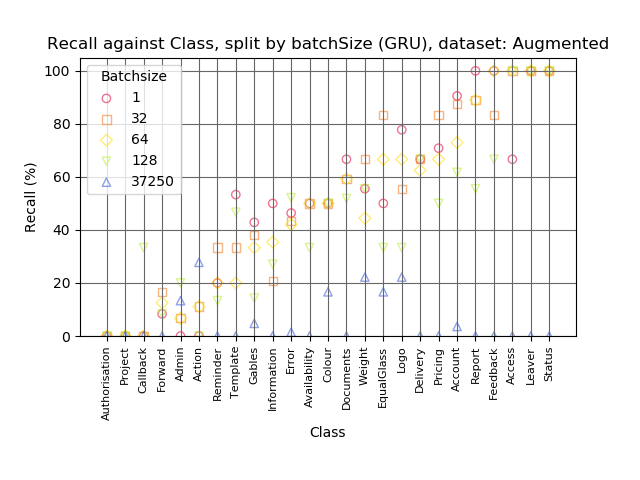 Recall against Class, split by batchSize (GRU), dataset: Augmented
Recall (%)
100
80
60
40
20
0
Batchsize
1
32
64
128
37250
Authorisation
Project
Callback
Forward
Admin
Action
Reminder
Template
Gables
Information
Error
Availability
Colour
Documents
Weight
EqualGlass
Logo
Delivery
Pricing
Account
Report
Feedback
Access
Leaver
Status
Class